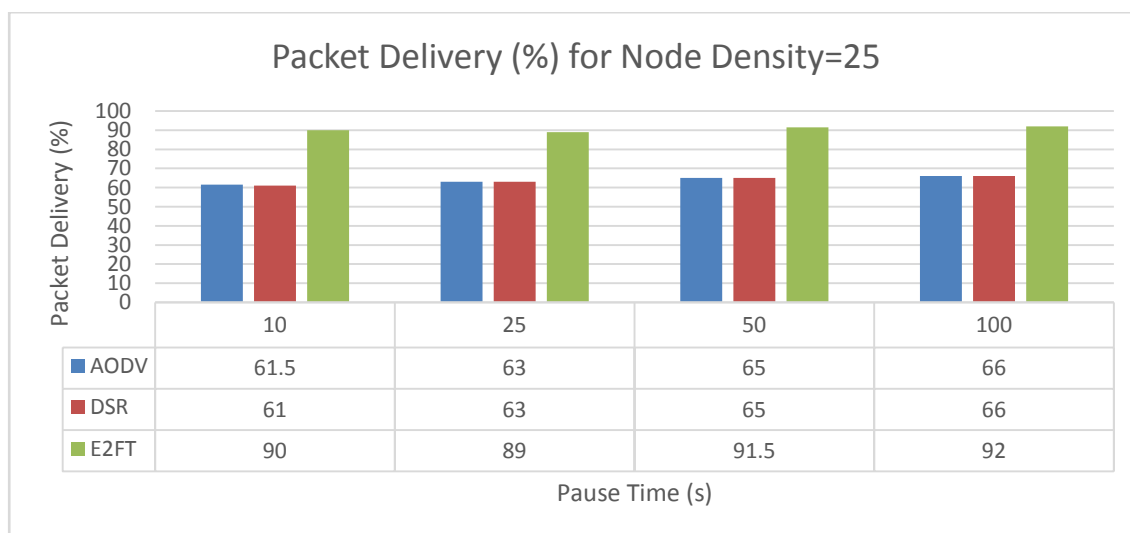 Packet Delivery (%) for Node Density=25
Packet Delivery (%)
100
90
80
70
60
50
40
30
20
10
0
10 25 50 100
AODV 61.5 63 65 66
DSR 61 63 65 66
E2FT 90 89 91.5 92
Pause Time (s)